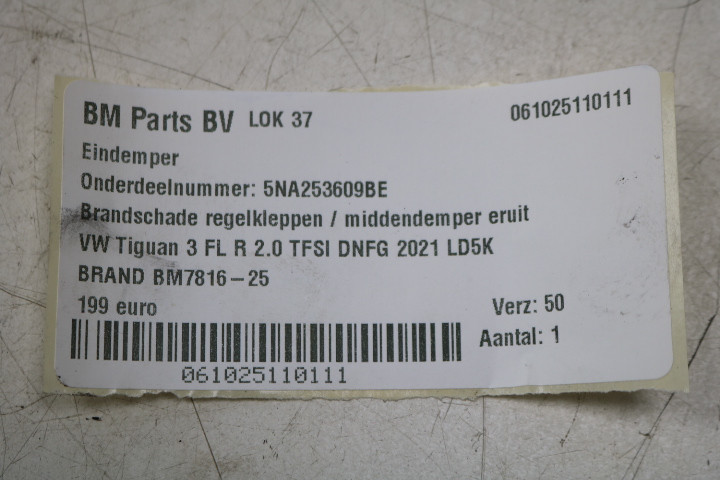 BM Parts BV LOK 37 061025110111
Eindemper
Onderdeelnummer: 5NA253609BE
Brandschade regelkleppen / middendemper eruit
VW Tiguan 3 FL R 2.0 TFSI DNFG 2021 LD5K
BRAND BM7816-25
199 euro Verz: 50
Aantal: 1
061025110111